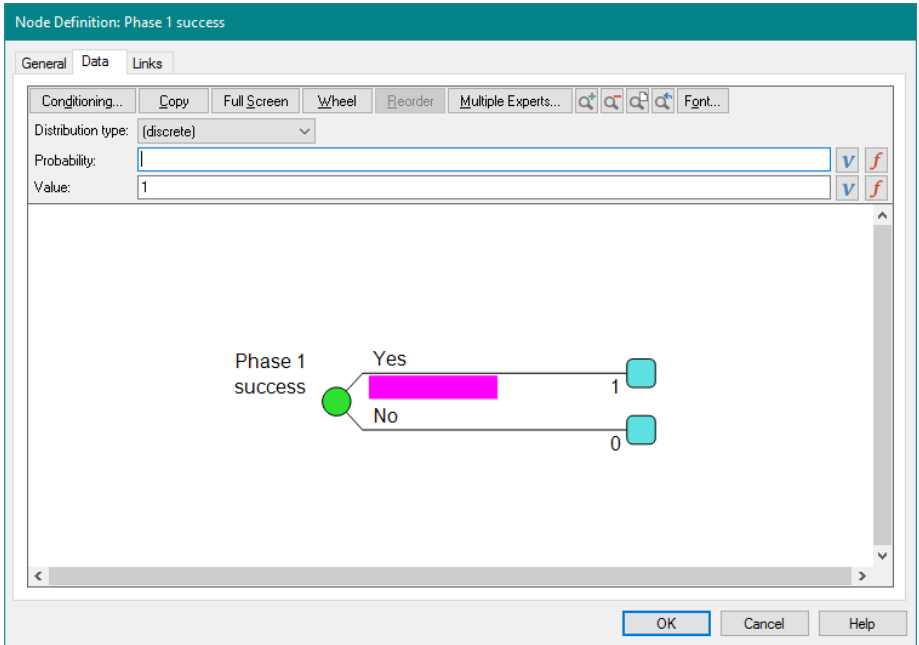 Node Definition: Phase 1 success
General Data Links
Conditioning... Copy Full Screen Wheel Reorder Multiple Experts... Font...
Distribution type: (discrete)
Probability: V f
Value: 1 V f
Phase 1
success
Yes
1
No
0
OK Cancel Help